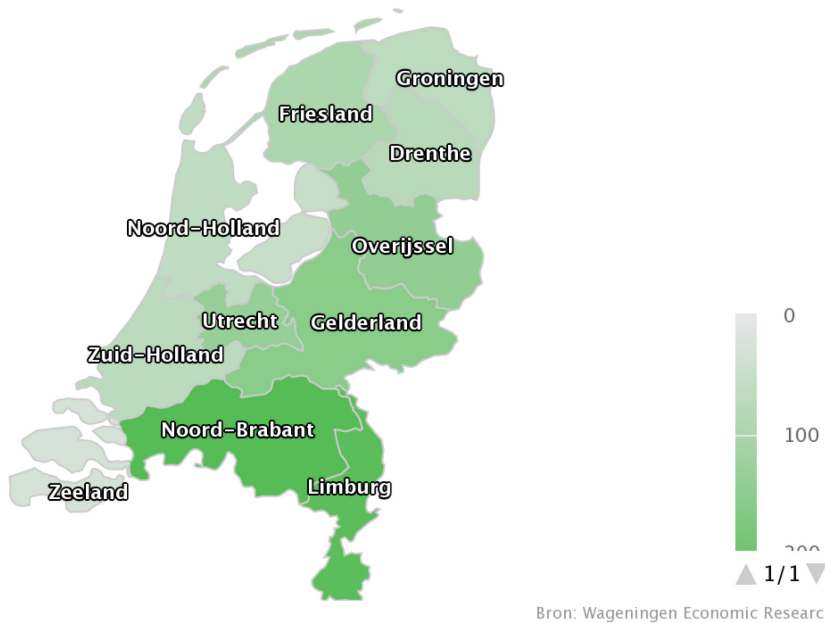 Groningen
Friesland
Drenthe
Noord-Holland
Overijssel
Utrecht
Gelderland
Zuid-Holland
Noord-Brabant
Limburg
Zeeland
0
100
200
1/1
Bron: Wageningen Economic Researc